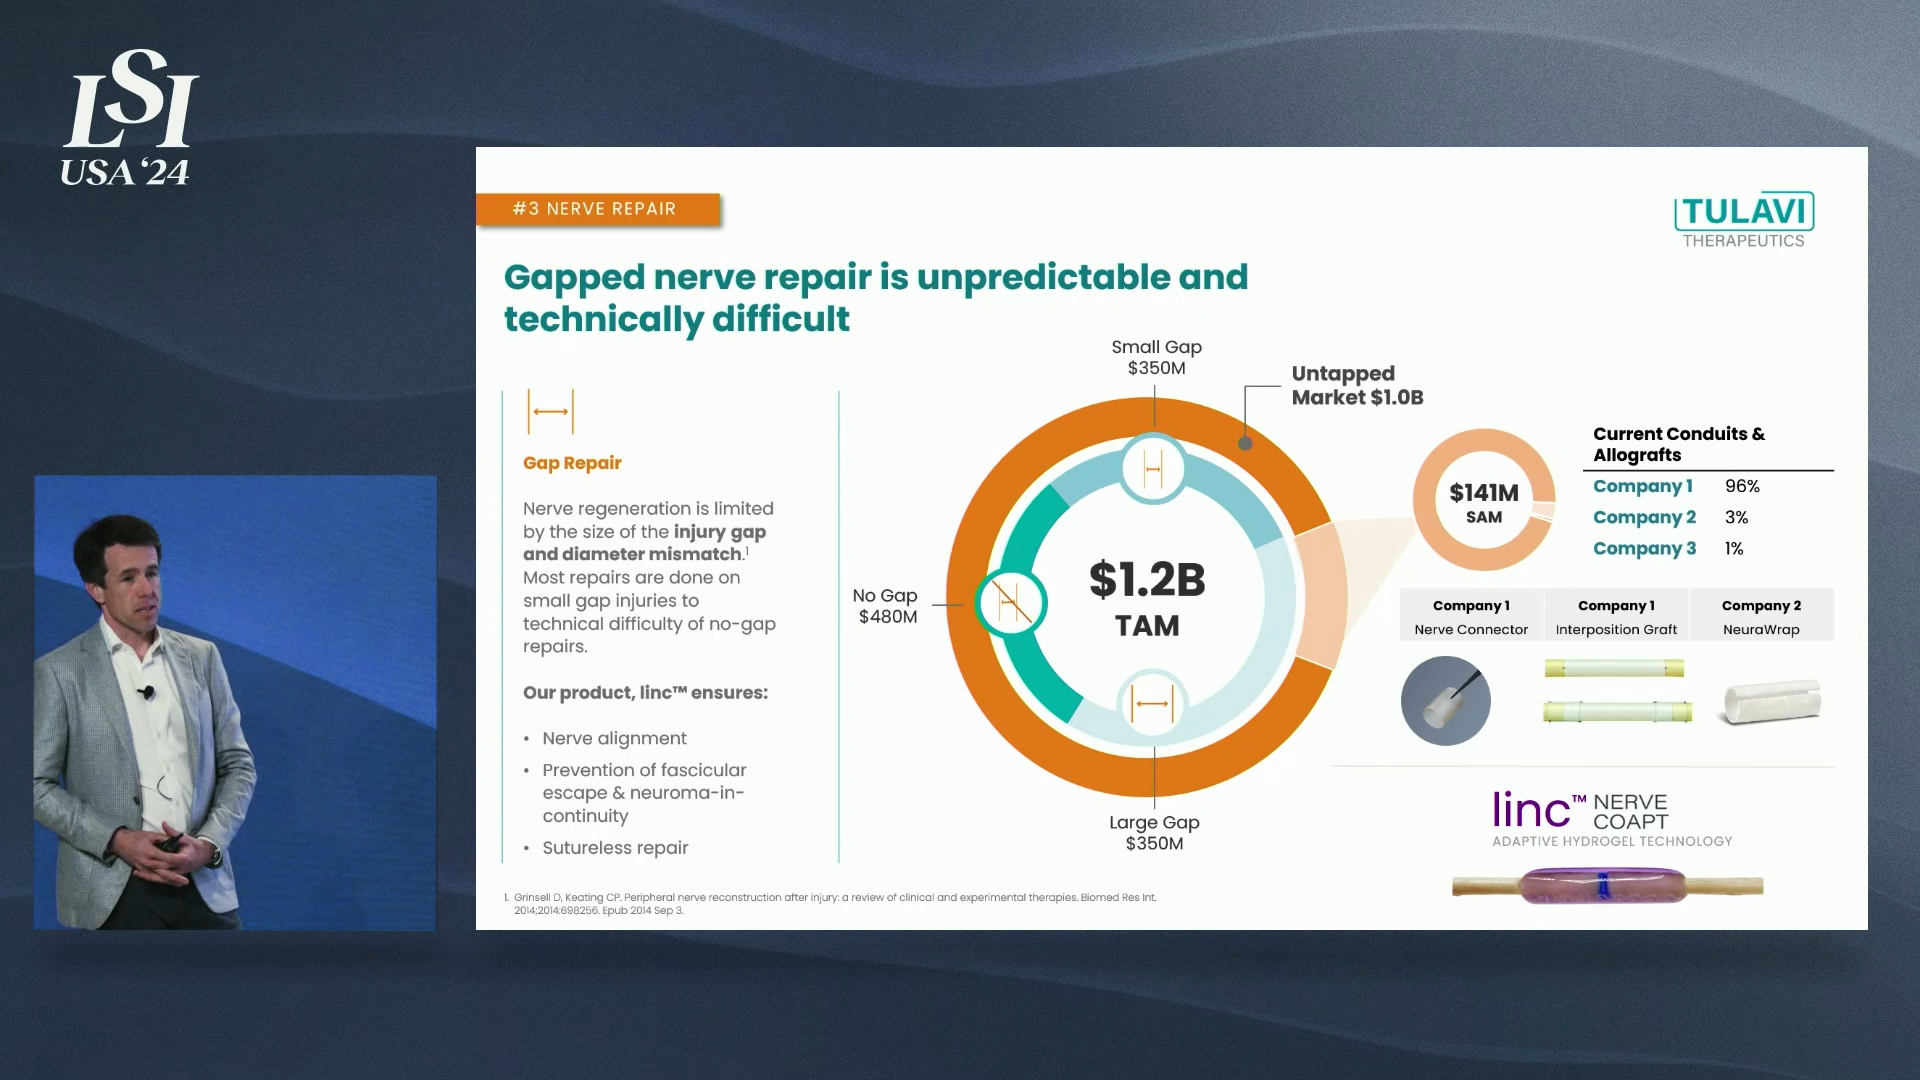 LSI
USA '24
#3 NERVE REPAIR
TULAVI
THERAPEUTICS
Gapped nerve repair is unpredictable and
technically difficult
Gap Repair
Nerve regeneration is limited
by the size of the injury gap
and diameter mismatch.¹
Most repairs are done on
small gap injuries to
technical difficulty of no-gap
repairs.
Our product, linc™ ensures:
• Nerve alignment
• Prevention of fascicular
escape & neuroma-in-
continuity
• Sutureless repair
Small Gap
$350M
Untapped
Market $1.0B
No Gap
$480M
$1.2B
TAM
Large Gap
$350M
$141M
SAM
Current Conduits &
Allografts
Company 1 96%
Company 2 3%
Company 3 1%
Company 1
Nerve Connector
Company 1
Interposition Graft
Company 2
NeuraWrap
linc™ NERVE
COAPT
ADAPTIVE HYDROGEL TECHNOLOGY
1. Grinsell D, Keating CP. Peripheral nerve reconstruction after injury: a review of clinical and experimental therapies. Biomed Res Int.
2014;2014:698256. Epub 2014 Sep 3.